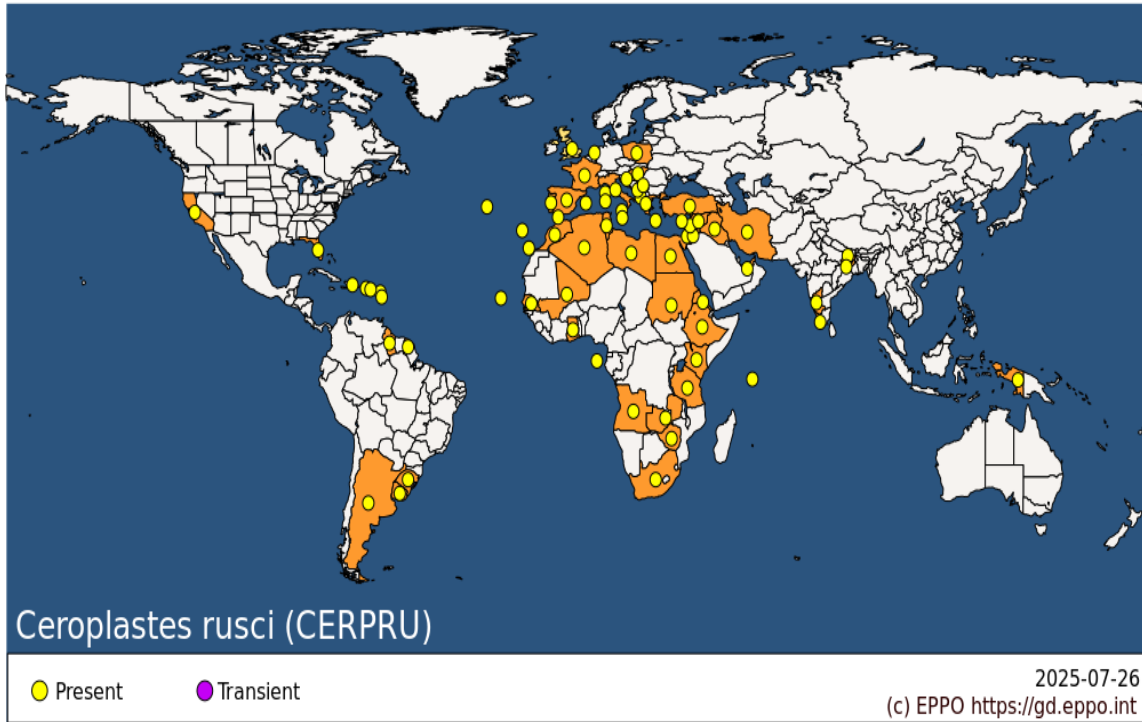 Ceroplastes rusci (CERPRU)
Present
Transient
2025-07-26
(c) EPPO https://gd.eppo.int